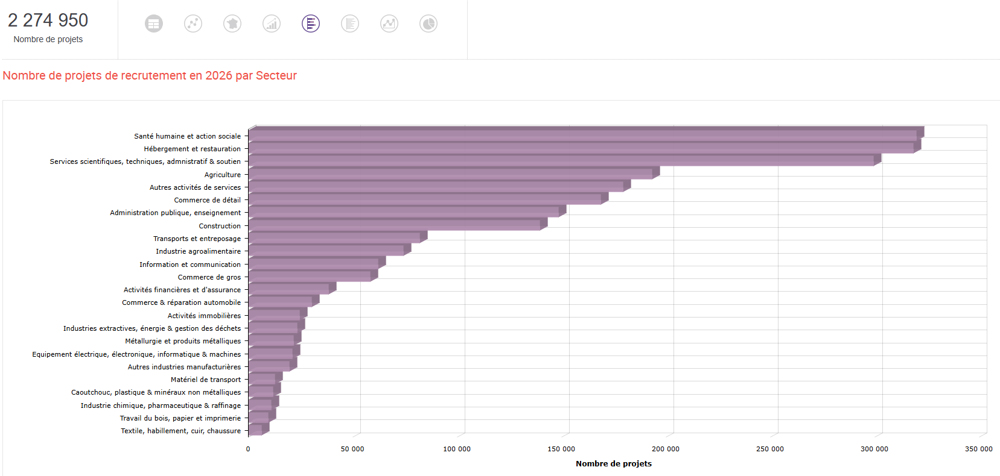 2 274 950
Nombre de projets
Nombre de projets de recrutement en 2026 par Secteur
Santé humaine et action sociale
Hébergement et restauration
Services scientifiques, techniques, admnistratif & soutien
Agriculture
Autres activités de services
Commerce de détail
Administration publique, enseignement
Construction
Transports et entreposage
Industrie agroalimentaire
Information et communication
Commerce de gros
Activités financières et d'assurance
Commerce & réparation automobile
Activités immobilières
Industries extractives, énergie & gestion des déchets
Métallurgie et produits métalliques
Equipement électrique, électronique, informatique & machines
Autres industries manufacturières
Matériel de transport
Caoutchouc, plastique & minéraux non métalliques
Industrie chimique, pharmaceutique & raffinage
Travail du bois, papier et imprimerie
Textile, habillement, cuir, chaussure
0 50 000 100 000 150 000 200 000 250 000 300 000 350 000
Nombre de projets